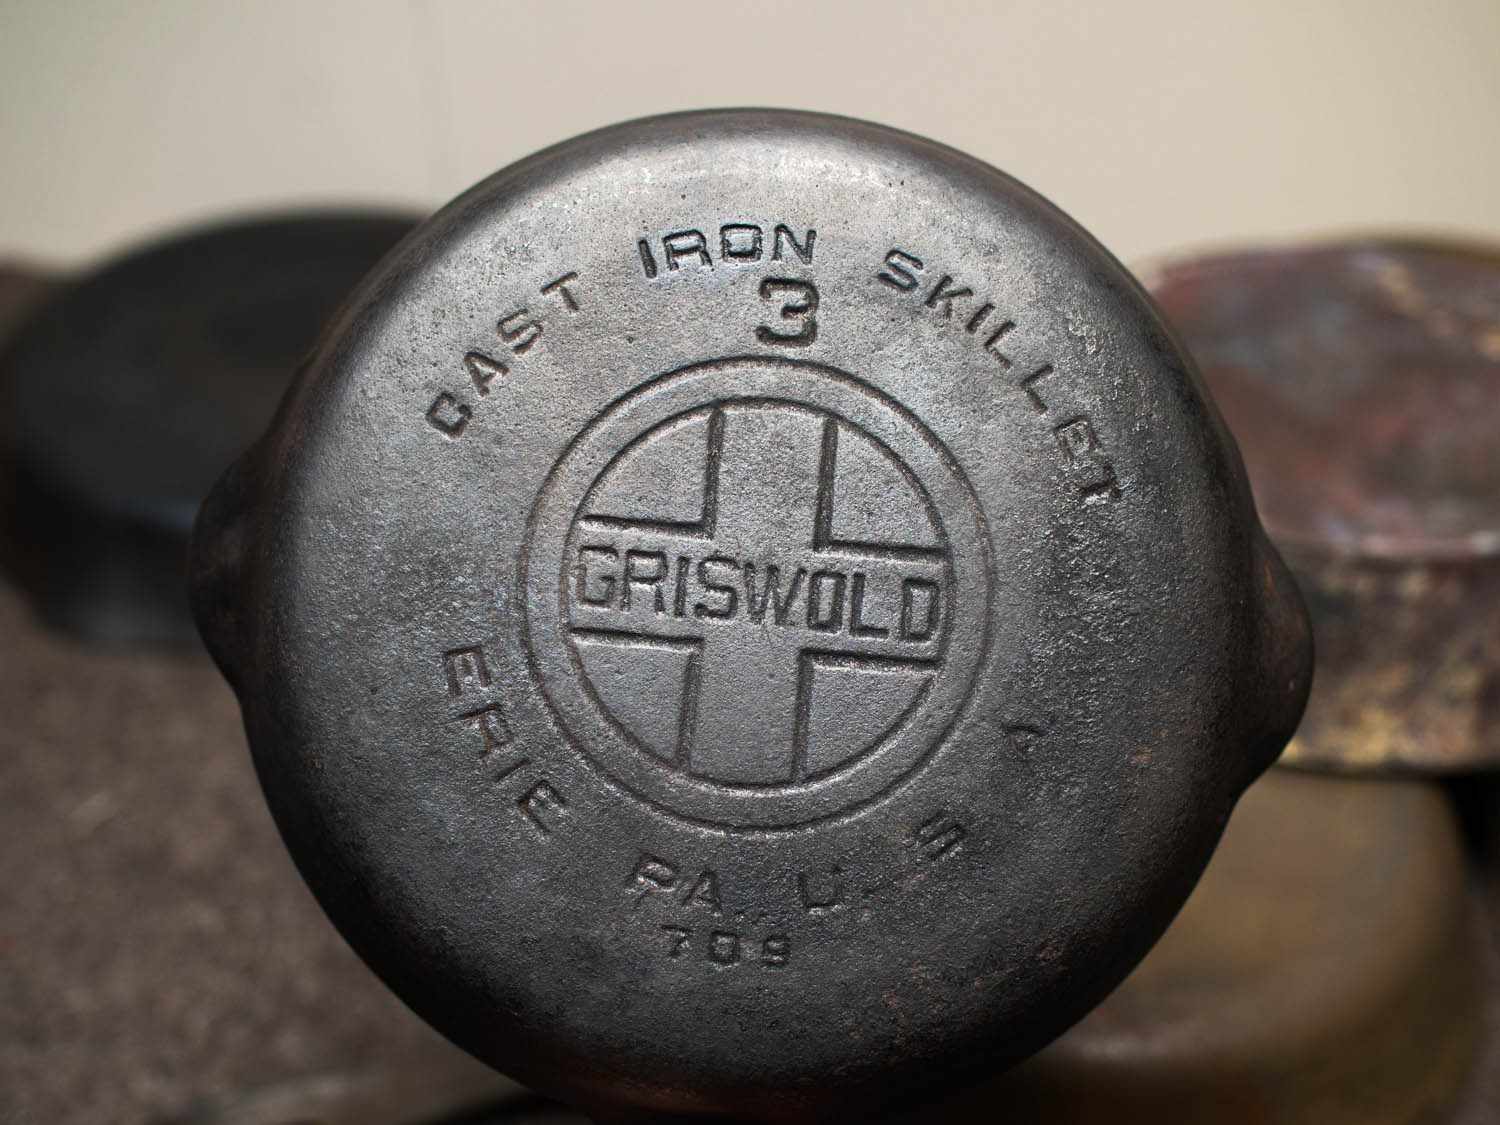 CAST IRON SKILLET
3
GRISWOLD
ERIE PA., U. S. A.
709